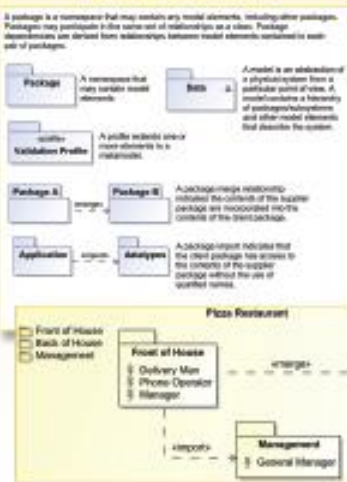 A package is a namespace that may contain any model elements, including other packages.
Packages may participate in the same set of relationships as a class. Package
dependencies are derived from relationships between model elements contained in each
pair of packages.
Package
A namespace that
may contain model
elements
Data
A model is an abstraction of
a physical system from a
particular point of view. A
model contains a hierarchy
of packages/subsystems
and other model elements
that describe the system.
«profile»
Validation Profile
A profile extends one or
more elements in a
metamodel.
Package A
«merge»
Package B
A package merge relationship
indicates the contents of the supplier
package are incorporated into the
contents of the client package.
Application
«import»
A package import indicates that
the client package has access to
the contents of the supplier
package without the use of
qualified names.
Pizza Restaurant
Front of House
Back of House
Management
Front of House
Delivery Man
Phone Operator
Manager
«merge»
«import»
Management
General Manager